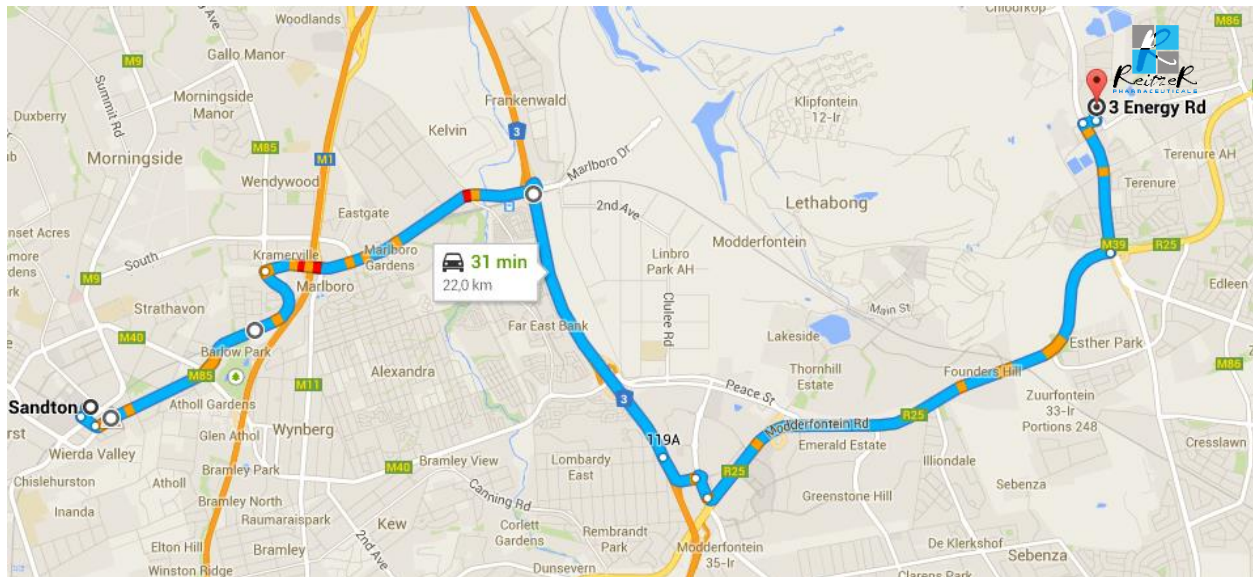 Woodlands
Chloorkop
M86
M9
Gallo Manor
ReitzeR
PHARMACEUTICALS
Summit Rd
Morningside
Manor
Frankenwald
Klipfontein
12-Ir
3 Energy Rd
Duxberry
Kelvin
3
Marlboro Dr
Morningside
M85
M1
Terenure AH
Wendywood
Terenure
Eastgate
2nd Ave
Lethabong
Linbro
Park AH
Modderfontein
M39
R25
South
Kramerville
Marlboro
Gardens
31 min
22,0 km
M9
Marlboro
Edleen
Strathavon
Clulee Rd
Main St
Far East Bank
Lakeside
M40
Barlow Park
Esther Park
M85
M11
Alexandra
Thornhill
Estate
Founders Hill
M86
Peace St
Sandton
Atholl Gardens
3
Zuurfontein
33-Ir
Portions 248
Glen Athol
Wynberg
R25
Modderfontein Rd
119A
Emerald Estate
Cresslawn
Wierda Valley
M40
Bramley View
Lombardy
East
R25
Illiondale
Bramley Park
Chislehurston
Atholl
Canning Rd
Sebenza
Greenstone Hill
Bramley North
Inanda
Raumaraispark
Kew
Corlett
Gardens
Rembrandt
Park
Elton Hill
Bramley
2nd Ave
Modderfontein
35-Ir
De Klerkshof
Sebenza
Winston Ridge
Dunsevern
Clarens Park